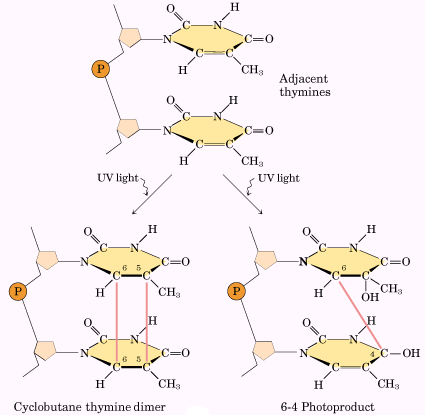 O H
C N
N C=O
C=C
H CH3
P
Adjacent
thymines
O H
C N
N C=O
C=C
H CH3
UV light UV light
O H
C N
N C=O
6 5
C C
H CH3
P
O H
C N
N C=O
6 5
C C
H CH3
Cyclobutane thymine dimer
O H
C N
N C=O
6
C C
H CH3
OH
P
O H
C N
N C OH
4
C=C
H CH3
6-4 Photoproduct